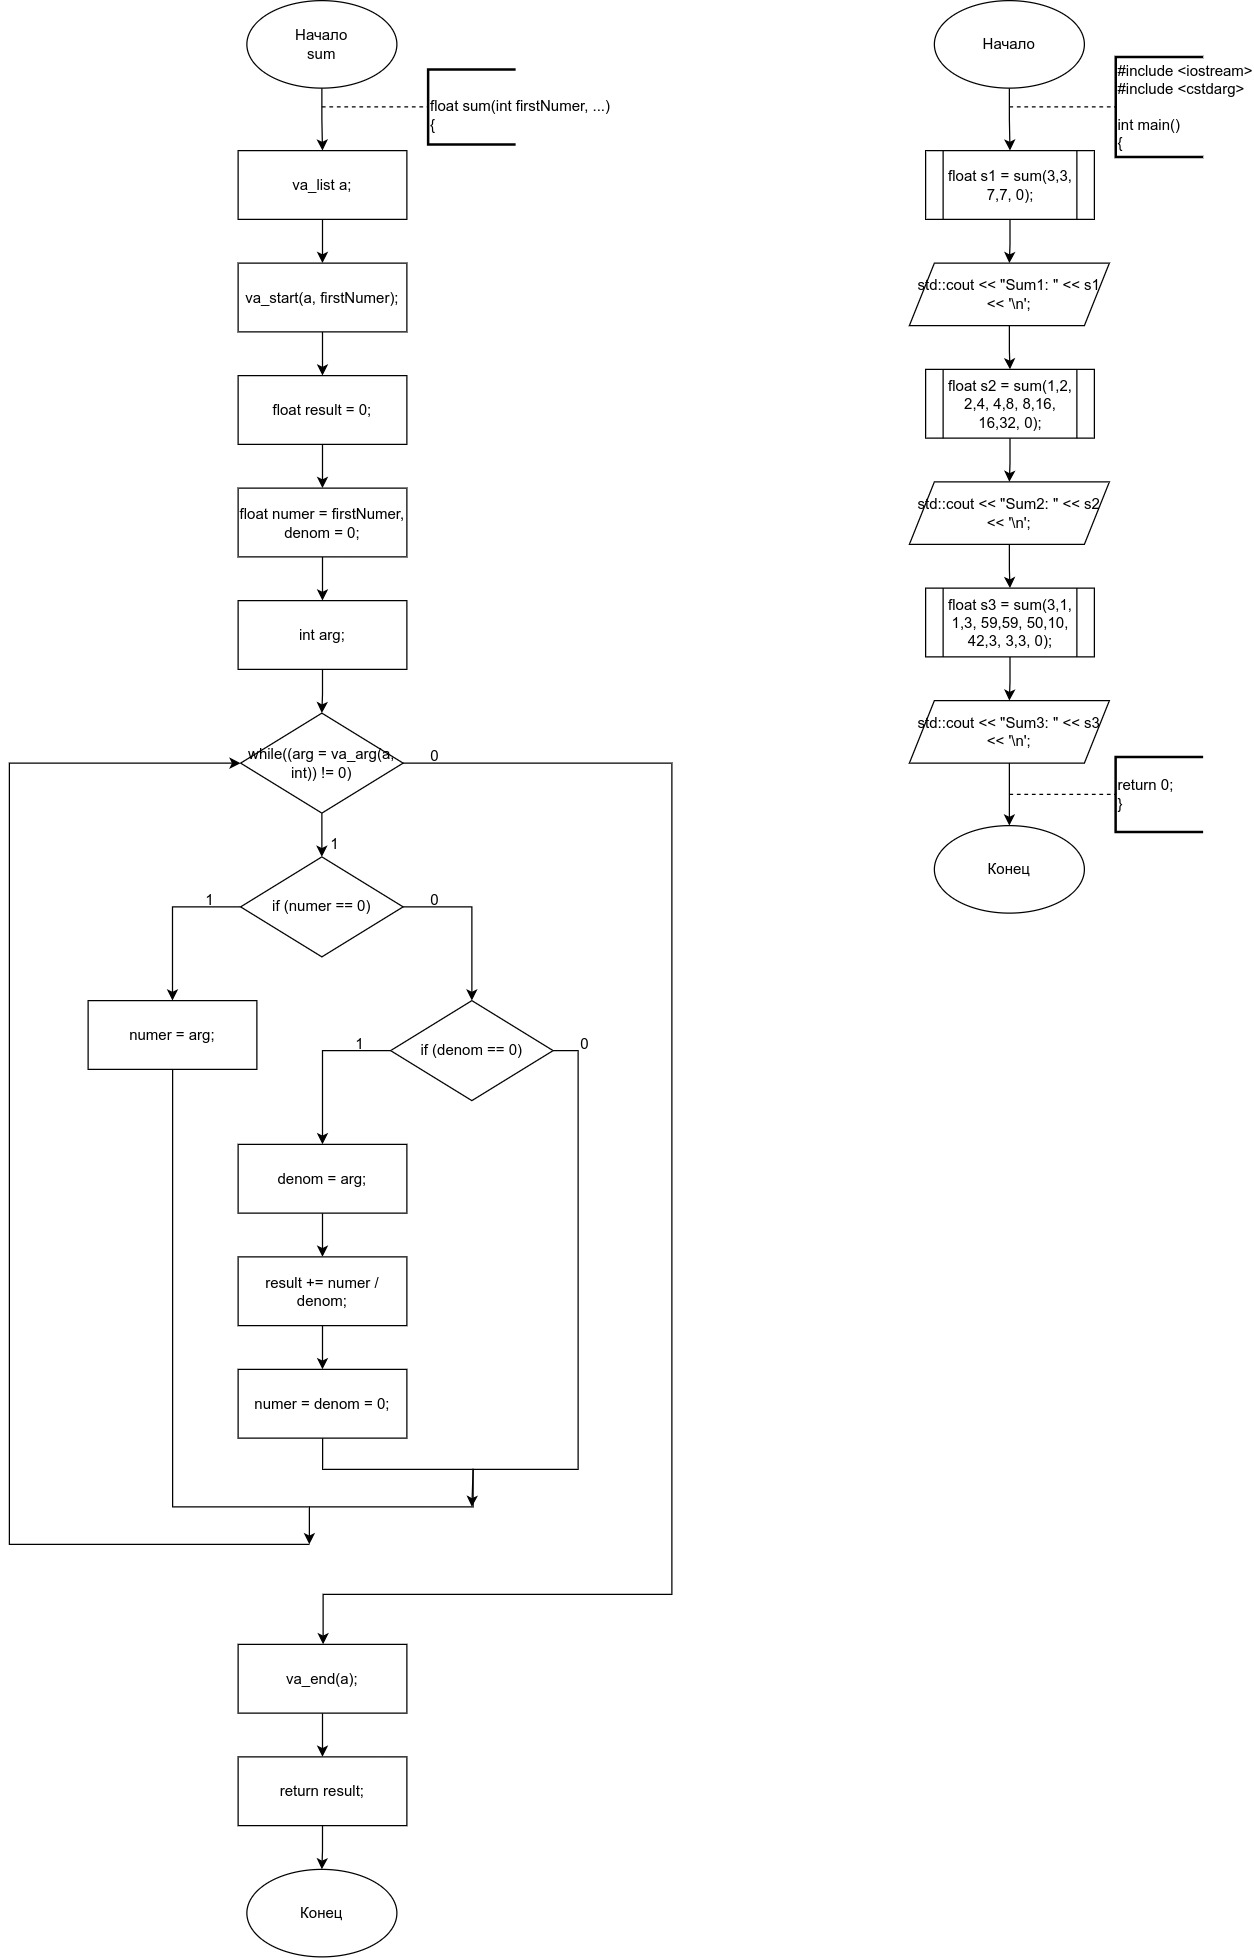 Начало
sum
float sum(int firstNumer, ...)
{
va_list a;
va_start(a, firstNumer);
float result = 0;
float numer = firstNumer,
denom = 0;
int arg;
while((arg = va_arg(a,
int)) != 0)
0
1
if (numer == 0)
1
0
numer = arg;
if (denom == 0)
1
0
denom = arg;
result += numer /
denom;
numer = denom = 0;
va_end(a);
return result;
Конец
Начало
#include <iostream>
#include <cstdarg>
int main()
{
float s1 = sum(3,3,
7,7, 0);
std::cout << "Sum1: " << s1
<< '\n';
float s2 = sum(1,2,
2,4, 4,8, 8,16,
16,32, 0);
std::cout << "Sum2: " << s2
<< '\n';
float s3 = sum(3,1,
1,3, 59,59, 50,10,
42,3, 3,3, 0);
std::cout << "Sum3: " << s3
<< '\n';
return 0;
}
Конец